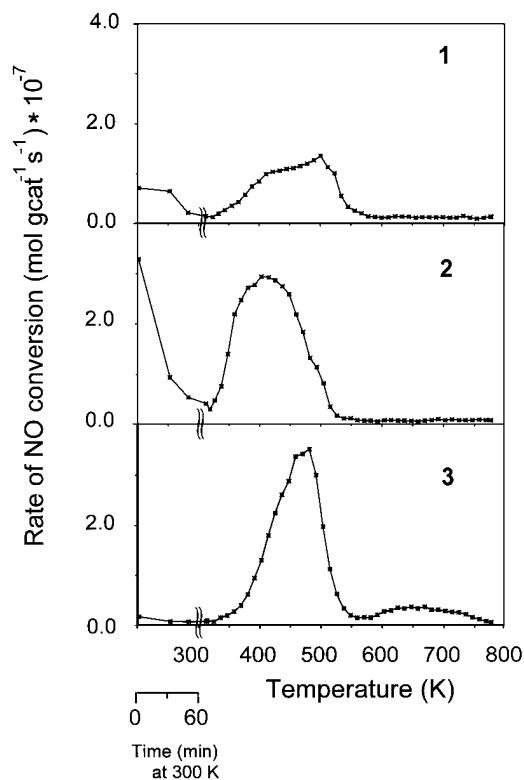 4.0
1
2.0
0.0
2
2.0
0.0
3
2.0
0.0
Rate of NO conversion (mol gcat⁻¹ s⁻¹) * 10⁻⁷
300 400 500 600 700 800
Temperature (K)
0 60
Time (min)
at 300 K